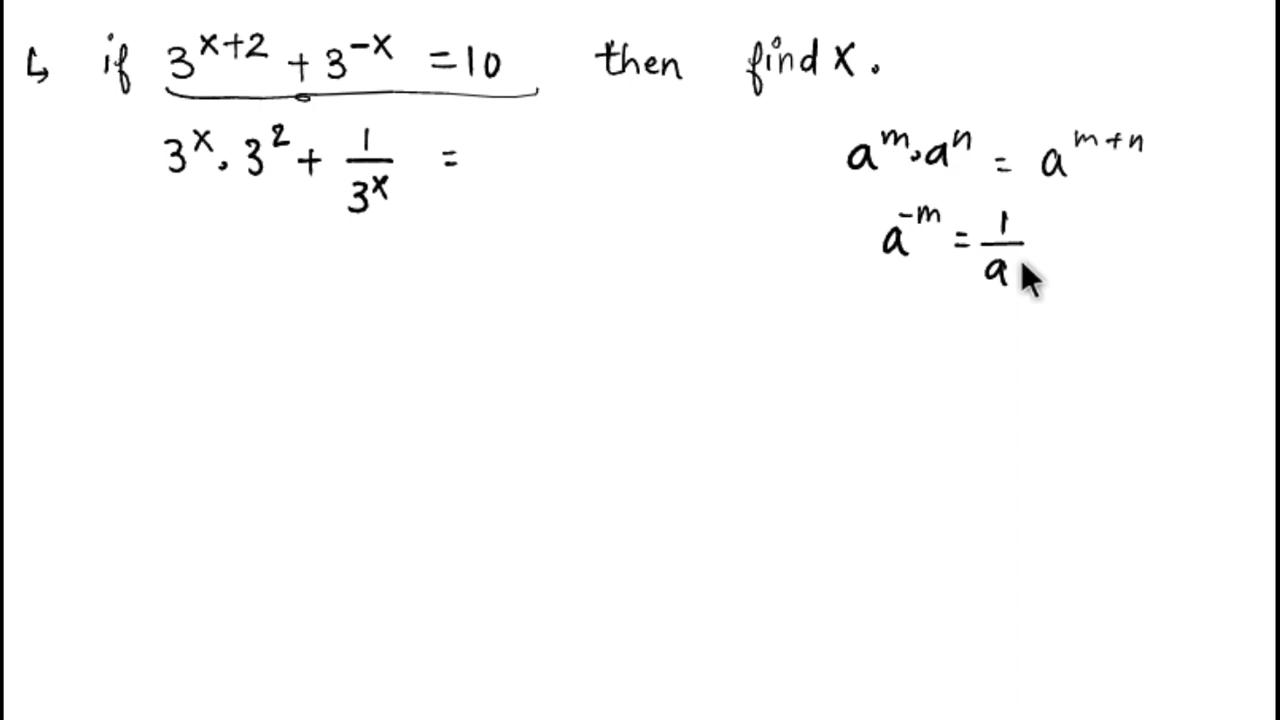 ↳ if 3^{x+2} + 3^{-x} = 10 then find x.
3^x . 3^2 + 1/3^x =
a^m . a^n = a^{m+n}
a^{-m} = 1/a